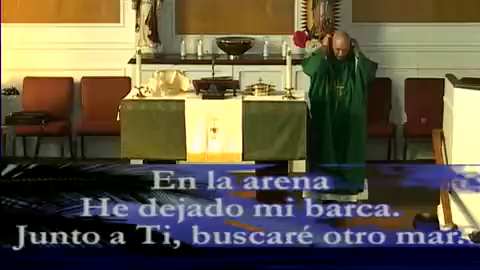 En la arena
He dejado mi barca.
Junto a Ti, buscaré otro mar.